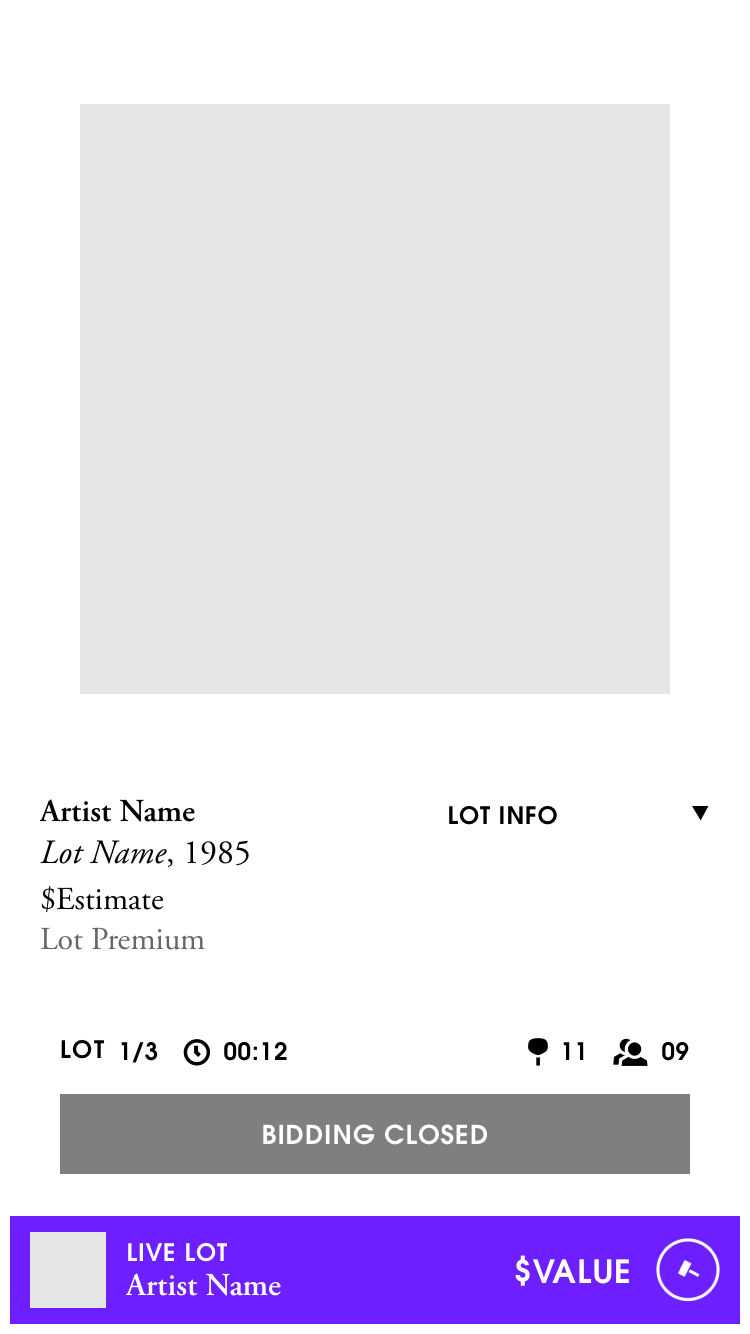 Artist Name
LOT INFO
Lot Name, 1985
$Estimate
Lot Premium
LOT 1/3 00:12 11 09
BIDDING CLOSED
LIVE LOT
Artist Name
$VALUE